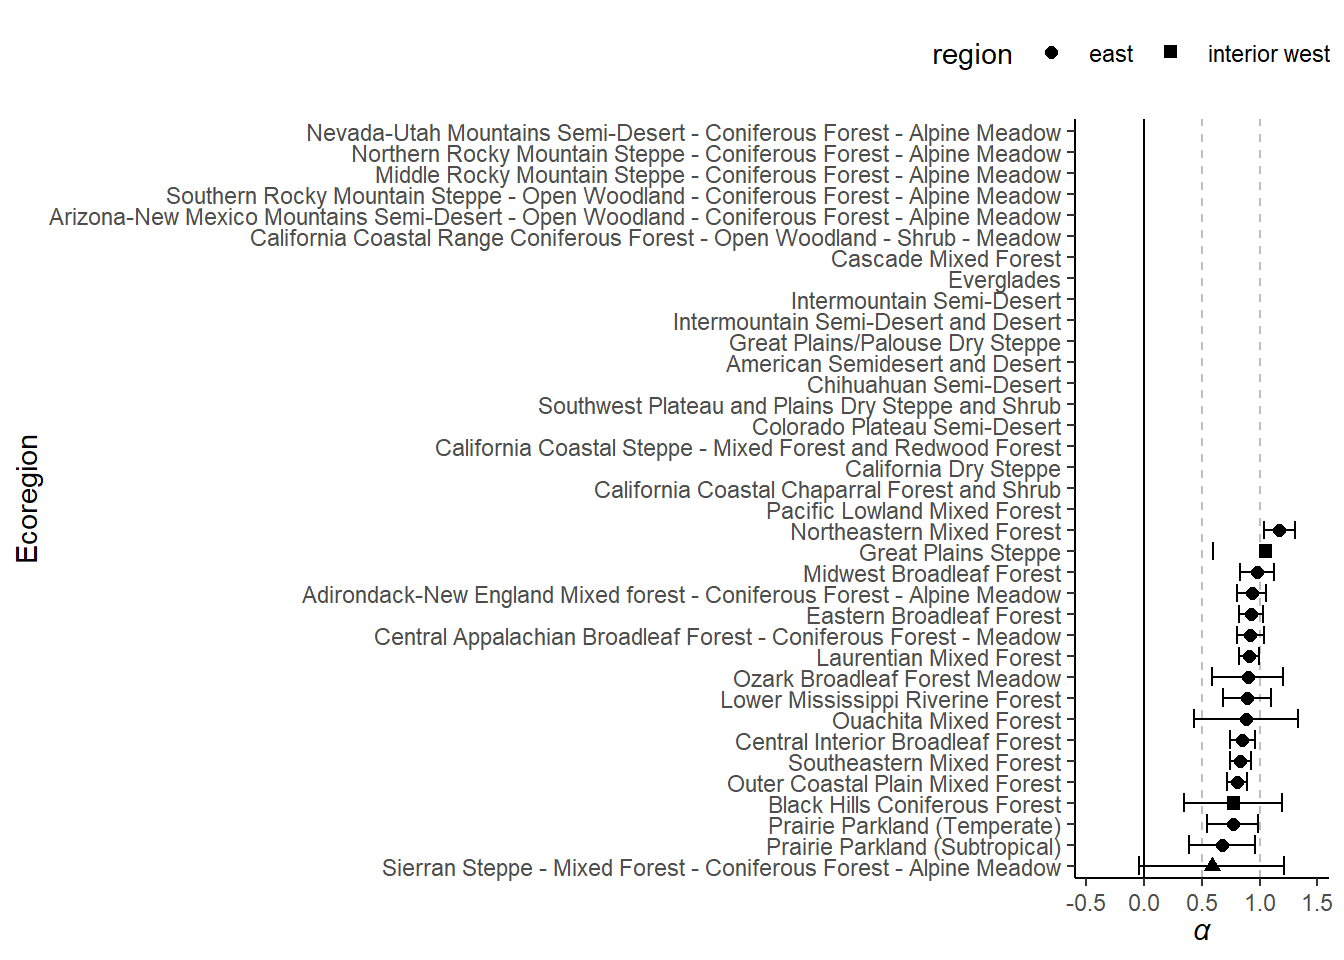 region east interior west
Nevada-Utah Mountains Semi-Desert - Coniferous Forest - Alpine Meadow
Northern Rocky Mountain Steppe - Coniferous Forest - Alpine Meadow
Middle Rocky Mountain Steppe - Coniferous Forest - Alpine Meadow
Southern Rocky Mountain Steppe - Open Woodland - Coniferous Forest - Alpine Meadow
Arizona-New Mexico Mountains Semi-Desert - Open Woodland - Coniferous Forest - Alpine Meadow
California Coastal Range Coniferous Forest - Open Woodland - Shrub - Meadow
Cascade Mixed Forest
Everglades
Intermountain Semi-Desert
Intermountain Semi-Desert and Desert
Great Plains/Palouse Dry Steppe
American Semidesert and Desert
Chihuahuan Semi-Desert
Southwest Plateau and Plains Dry Steppe and Shrub
Colorado Plateau Semi-Desert
California Coastal Steppe - Mixed Forest and Redwood Forest
California Dry Steppe
California Coastal Chaparral Forest and Shrub
Pacific Lowland Mixed Forest
Northeastern Mixed Forest
Great Plains Steppe
Midwest Broadleaf Forest
Adirondack-New England Mixed forest - Coniferous Forest - Alpine Meadow
Eastern Broadleaf Forest
Central Appalachian Broadleaf Forest - Coniferous Forest - Meadow
Laurentian Mixed Forest
Ozark Broadleaf Forest Meadow
Lower Mississippi Riverine Forest
Ouachita Mixed Forest
Central Interior Broadleaf Forest
Southeastern Mixed Forest
Outer Coastal Plain Mixed Forest
Black Hills Coniferous Forest
Prairie Parkland (Temperate)
Prairie Parkland (Subtropical)
Sierran Steppe - Mixed Forest - Coniferous Forest - Alpine Meadow
Ecoregion
-0.5 0.0 0.5 1.0 1.5
α